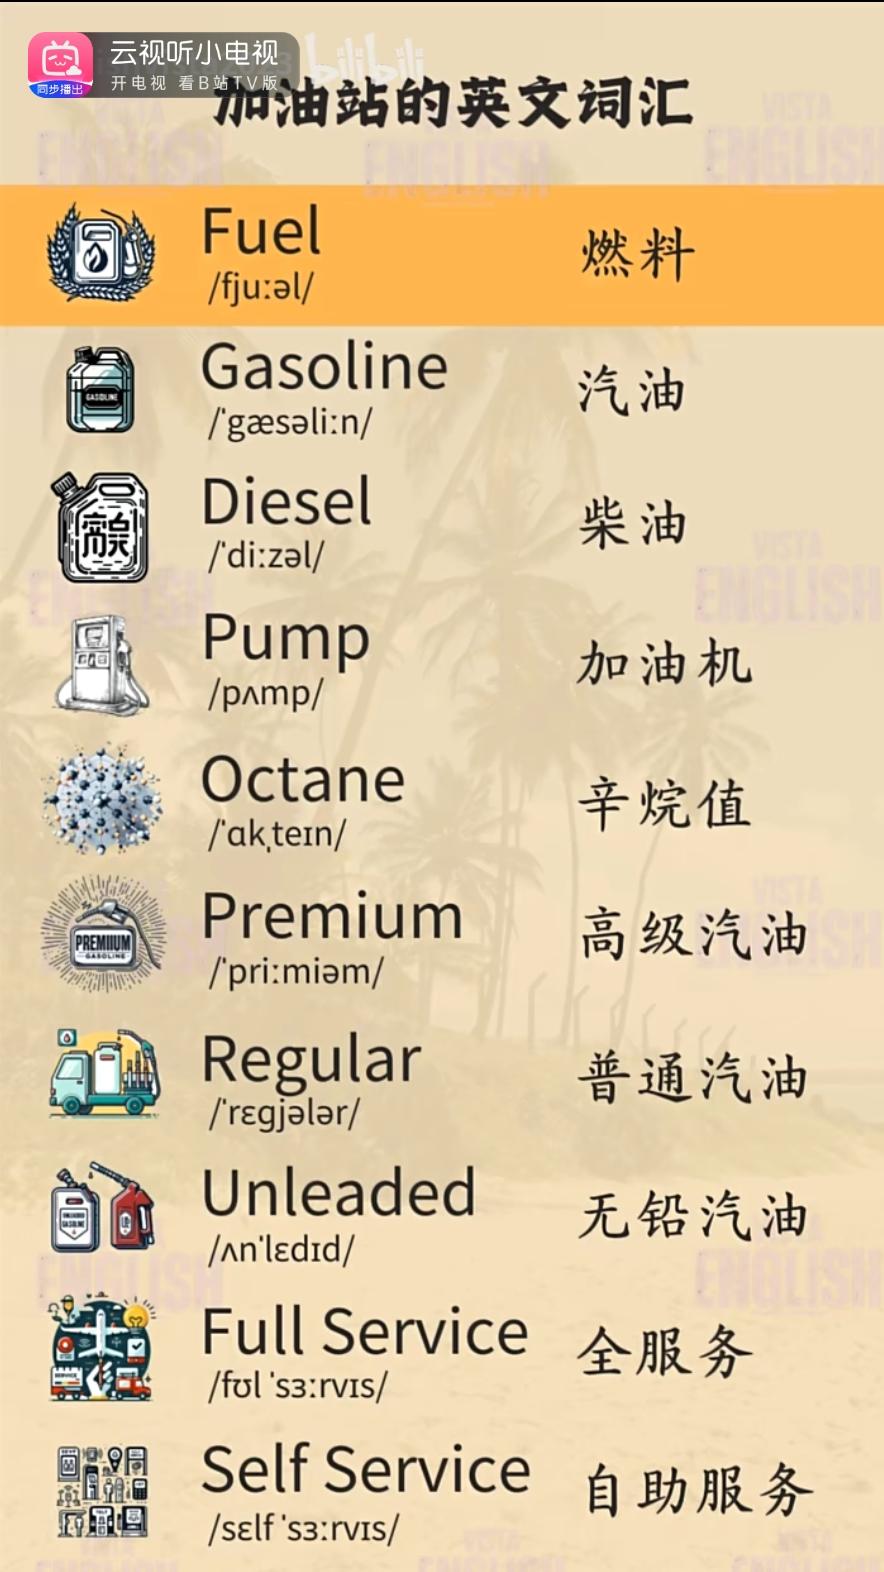 云视听小电视
开电视 看B站TV版
同步播出
bilibili
加油站的英文词汇
Fuel
/fjuːəl/
燃料
Gasoline
/ˈɡæsəliːn/
汽油
GASOLINE
Diesel
/ˈdiːzəl/
柴油
Pump
/pʌmp/
加油机
Octane
/ˈɑkˌteɪn/
辛烷值
Premium
/ˈpriːmiəm/
高级汽油
PREMIIUM
GASOLINE
Regular
/ˈrɛɡjələr/
普通汽油
Unleaded
/ʌnˈlɛdɪd/
无铅汽油
Full Service
/fʊl ˈsɜːrvɪs/
全服务
SERVICE
Self Service
/sɛlf ˈsɜːrvɪs/
自助服务
VISTA
ENGLISH